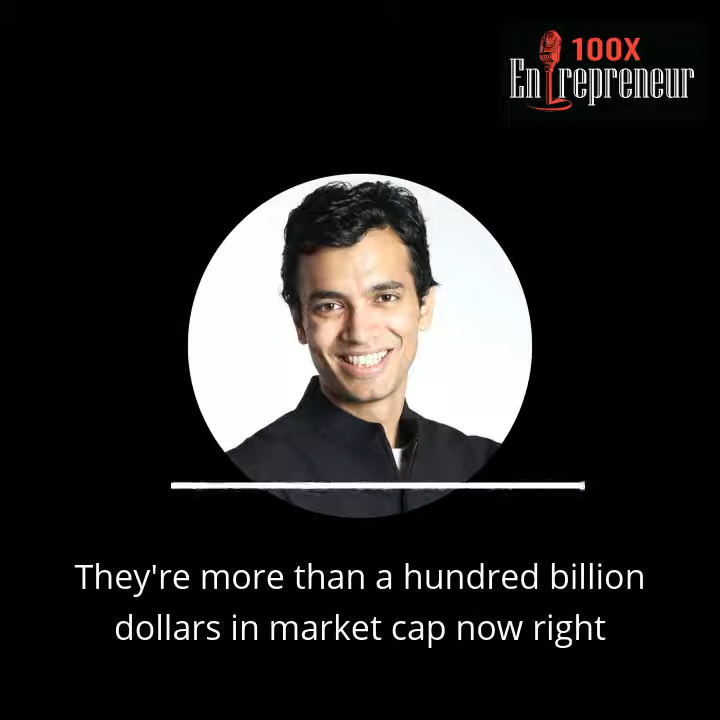 100X
Entrepreneur
They're more than a hundred billion
dollars in market cap now right